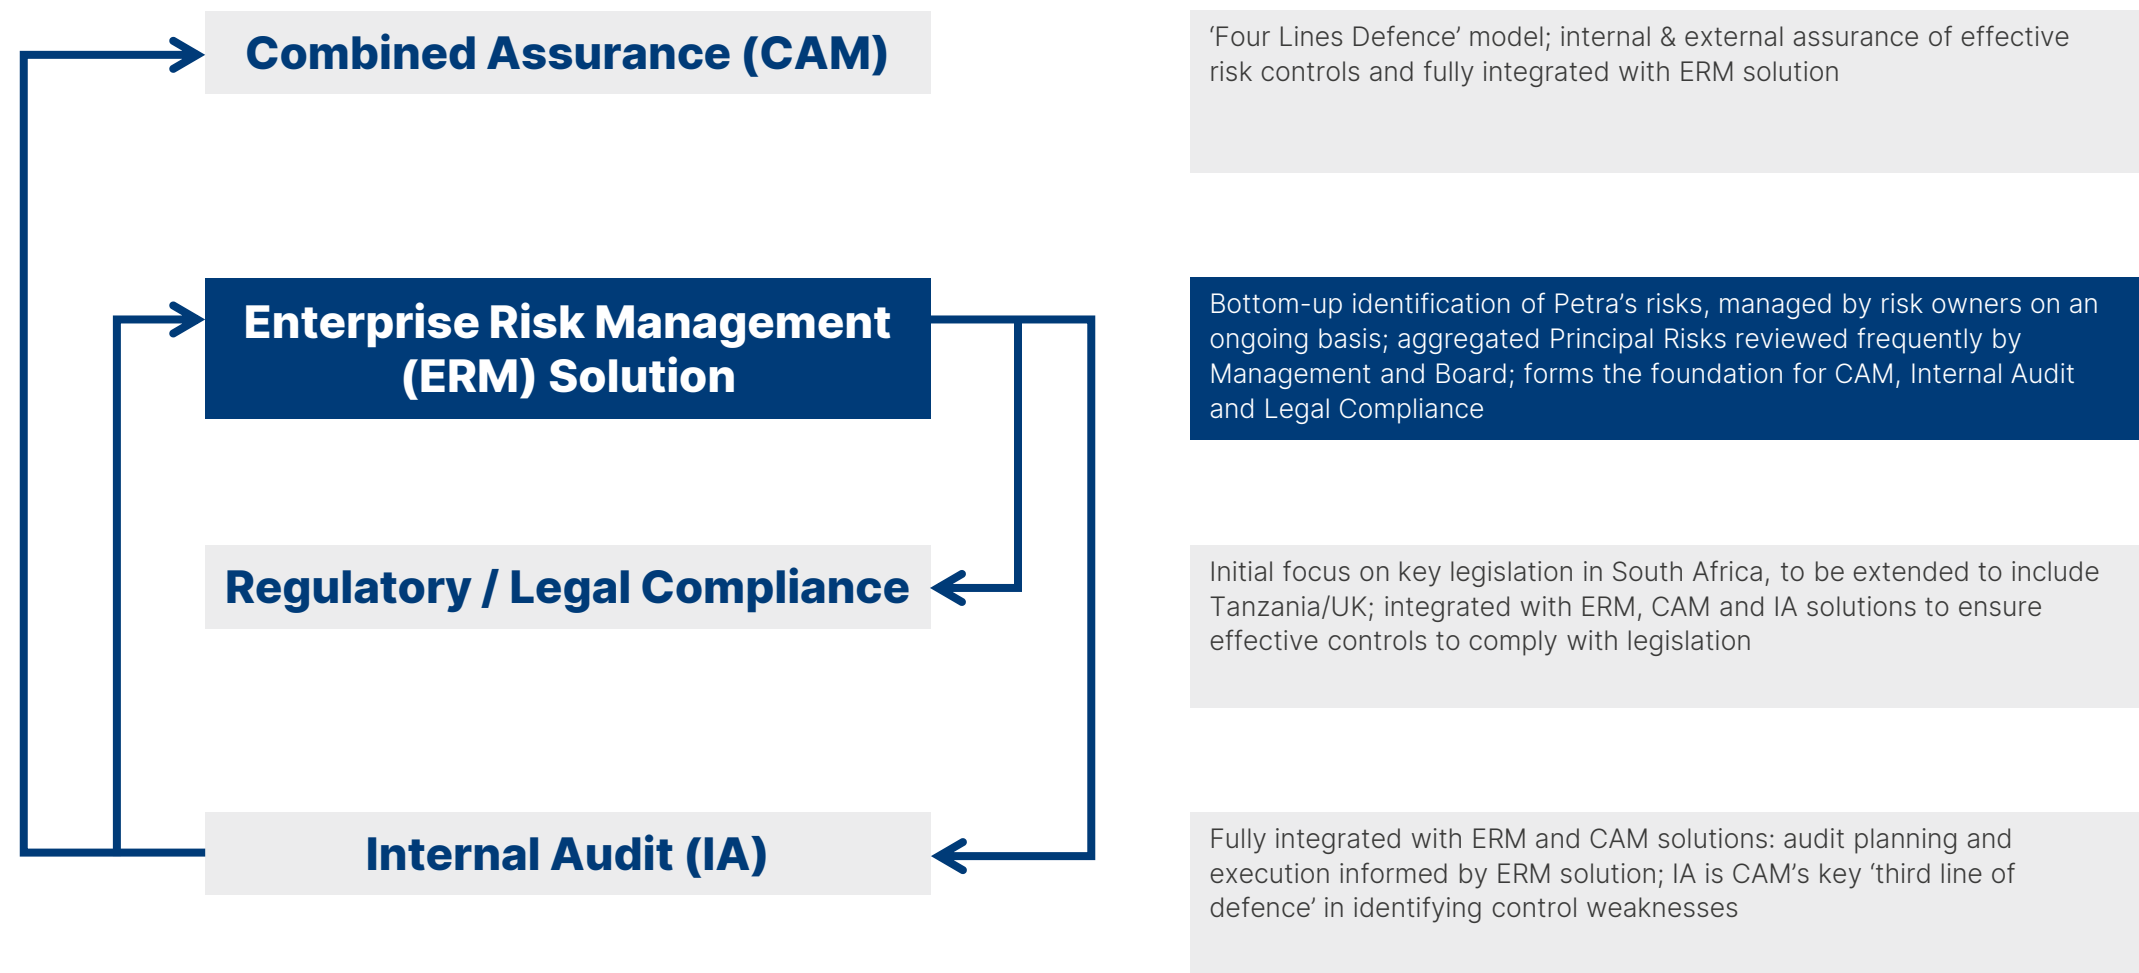 Combined Assurance (CAM)
‘Four Lines Defence’ model; internal & external assurance of effective
risk controls and fully integrated with ERM solution
Enterprise Risk Management
(ERM) Solution
Bottom-up identification of Petra’s risks, managed by risk owners on an
ongoing basis; aggregated Principal Risks reviewed frequently by
Management and Board; forms the foundation for CAM, Internal Audit
and Legal Compliance
Regulatory / Legal Compliance
Initial focus on key legislation in South Africa, to be extended to include
Tanzania/UK; integrated with ERM, CAM and IA solutions to ensure
effective controls to comply with legislation
Internal Audit (IA)
Fully integrated with ERM and CAM solutions: audit planning and
execution informed by ERM solution; IA is CAM’s key ‘third line of
defence’ in identifying control weaknesses